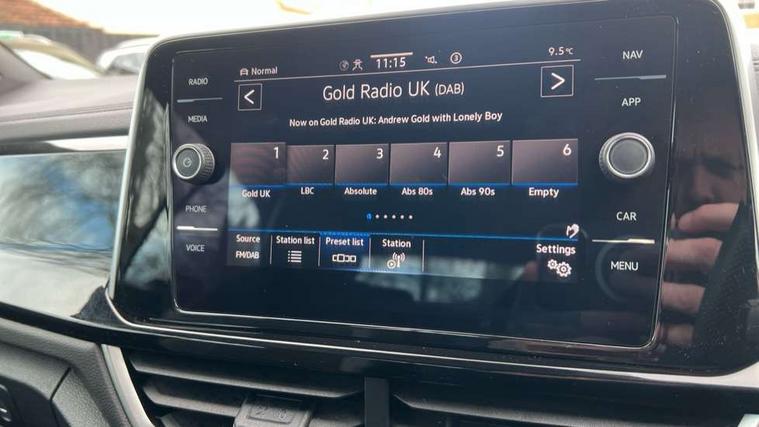 Normal 11:15 3 9.5°C
Gold Radio UK (DAB)
Now on Gold Radio UK: Andrew Gold with Lonely Boy
1 2 3 4 5 6
Gold UK LBC Absolute Abs 80s Abs 90s Empty
Source Station list Preset list Station Settings
FM/DAB
RADIO
MEDIA
PHONE
VOICE
NAV
APP
CAR
MENU